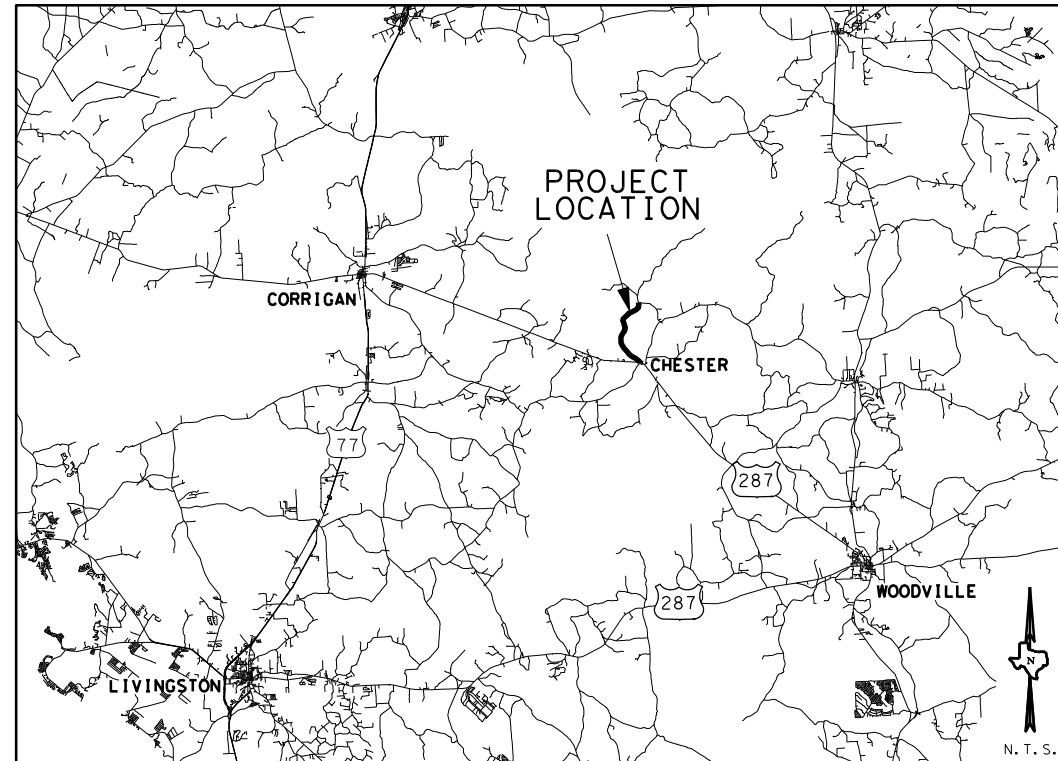 PROJECT
LOCATION
CORRIGAN
CHESTER
77
287
287
WOODVILLE
LIVINGSTON
N
N.T.S.